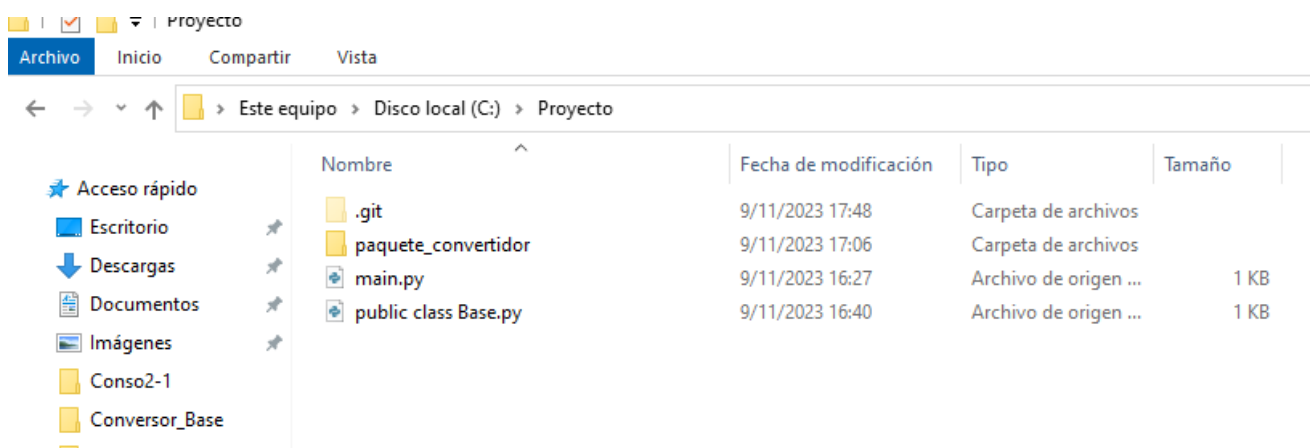 Proyecto
Archivo Inicio Compartir Vista
Este equipo > Disco local (C:) > Proyecto
Nombre Fecha de modificación Tipo Tamaño
Acceso rápido
Escritorio
Descargas
Documentos
Imágenes
Conso2-1
Conversor_Base
.git 9/11/2023 17:48 Carpeta de archivos
paquete_convertidor 9/11/2023 17:06 Carpeta de archivos
main.py 9/11/2023 16:27 Archivo de origen ... 1 KB
public class Base.py 9/11/2023 16:40 Archivo de origen ... 1 KB